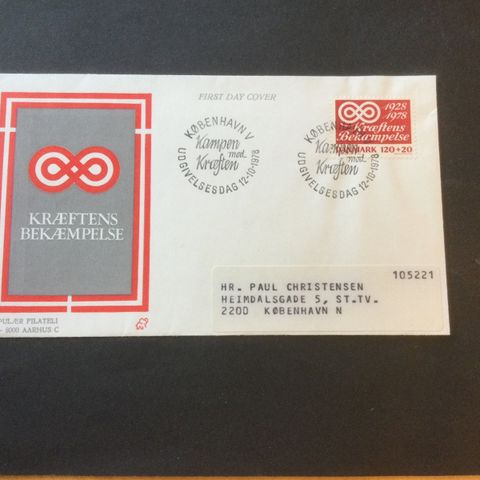 FIRST DAY COVER
KØBENHAVN V
Kampen
mod
Kræften
UDGIVELSESDAG 12-10-1978
KØBENHAVN
Kampen
mod
Kræften
UDGIVELSESDAG 12-10-1978
1928
1978
Kræftens
Bekæmpelse
MARK 120+20
KRÆFTENS
BEKÆMPELSE
105221
HR. PAUL CHRISTENSEN
HEIMDALSGADE 5, ST.TV.
2200 KØBENHAVN N
FILATELI
8000 AARHUS C